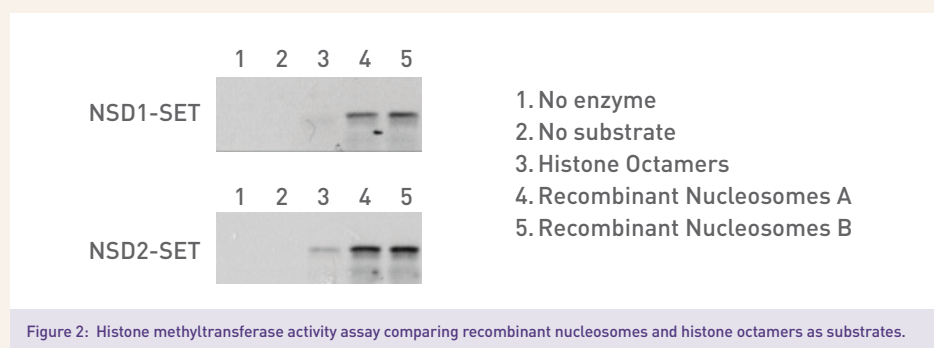 1 2 3 4 5
NSD1-SET
1. No enzyme
2. No substrate
3. Histone Octamers
4. Recombinant Nucleosomes A
5. Recombinant Nucleosomes B
1 2 3 4 5
NSD2-SET
Figure 2: Histone methyltransferase activity assay comparing recombinant nucleosomes and histone octamers as substrates.